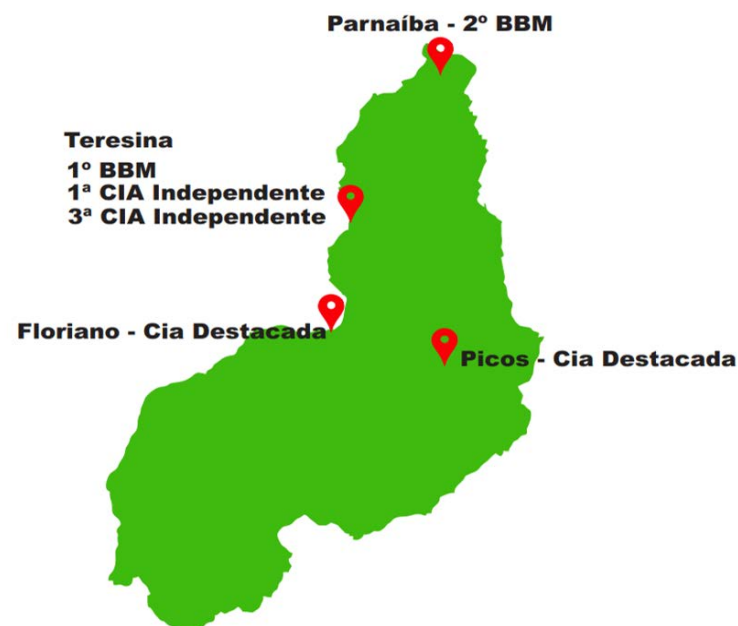 Parnaíba - 2º BBM
Teresina
1º BBM
1ª CIA Independente
3ª CIA Independente
Floriano - Cia Destacada
Picos - Cia Destacada